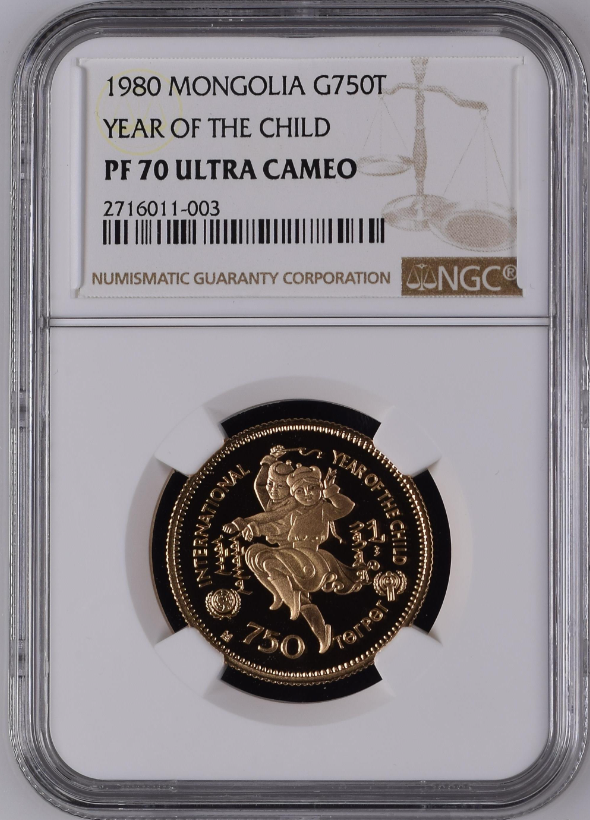 1980 MONGOLIA G750T
YEAR OF THE CHILD
PF 70 ULTRA CAMEO
2716011-003
NUMISMATIC GUARANTY CORPORATION
NGC®
INTERNATIONAL YEAR OF THE CHILD
750 төгрөг